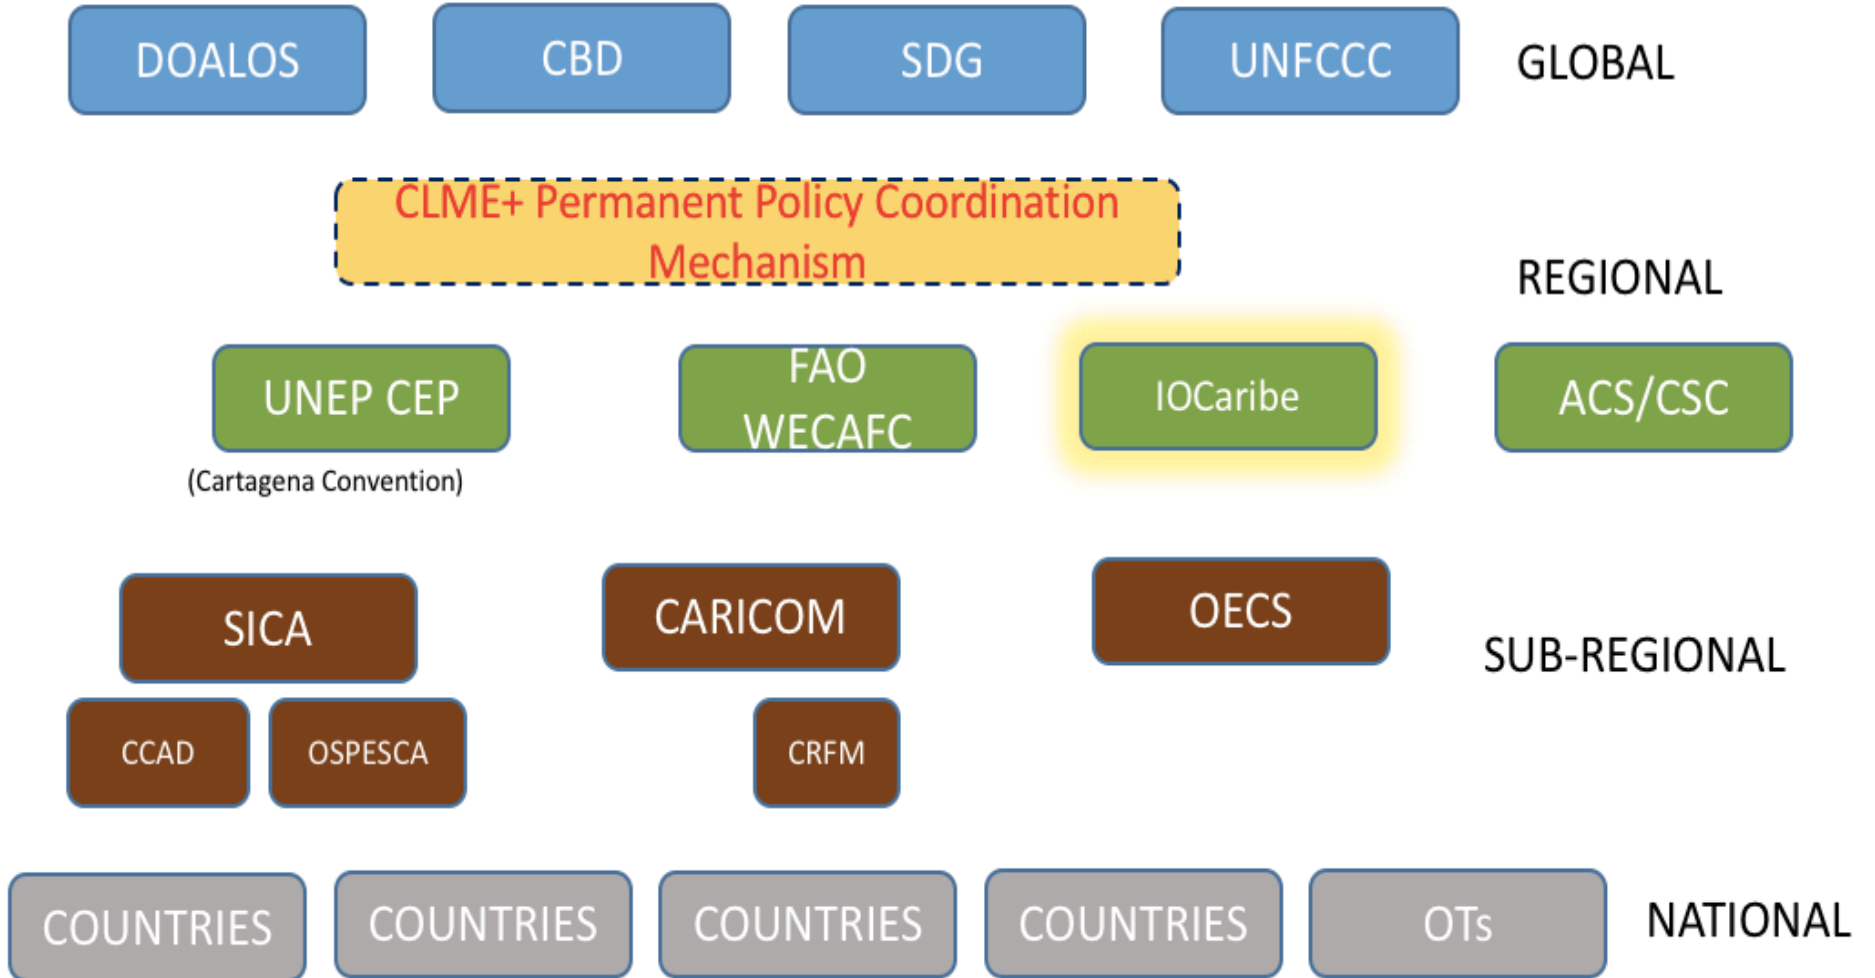 DOALOS
CBD
SDG
UNFCCC
GLOBAL
CLME+ Permanent Policy Coordination
Mechanism
REGIONAL
UNEP CEP
FAO
WECAFC
IOCaribe
ACS/CSC
(Cartagena Convention)
SICA
CARICOM
OECS
SUB-REGIONAL
CCAD
OSPESCA
CRFM
COUNTRIES
COUNTRIES
COUNTRIES
COUNTRIES
OTs
NATIONAL